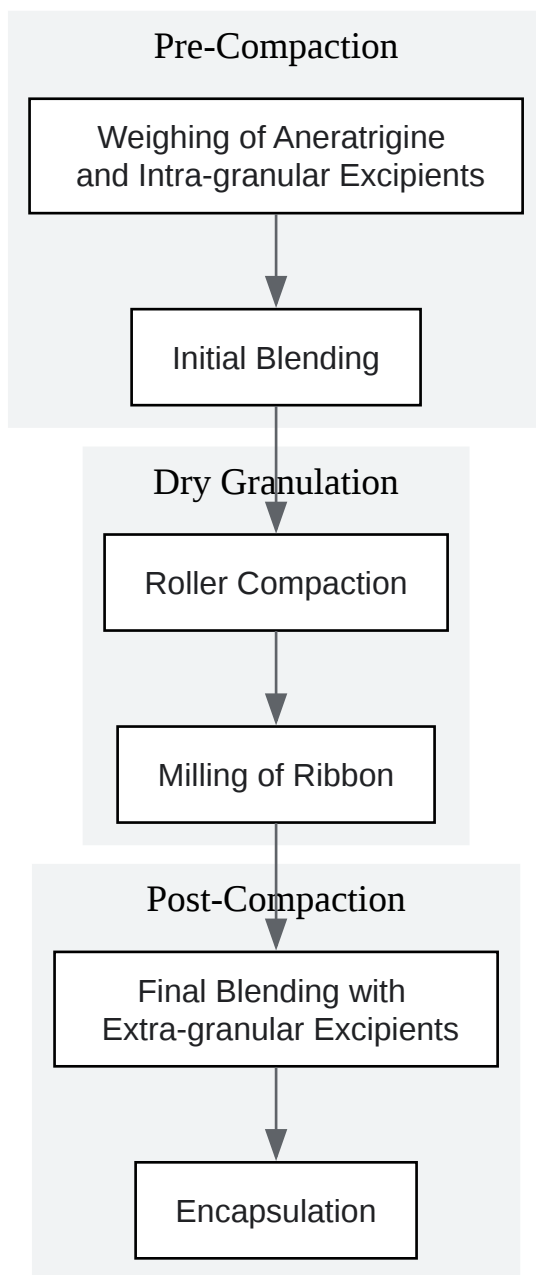 Pre-Compaction
Weighing of Aneratrigine
and Intra-granular Excipients
Initial Blending
Dry Granulation
Roller Compaction
Milling of Ribbon
Post-Compaction
Final Blending with
Extra-granular Excipients
Encapsulation